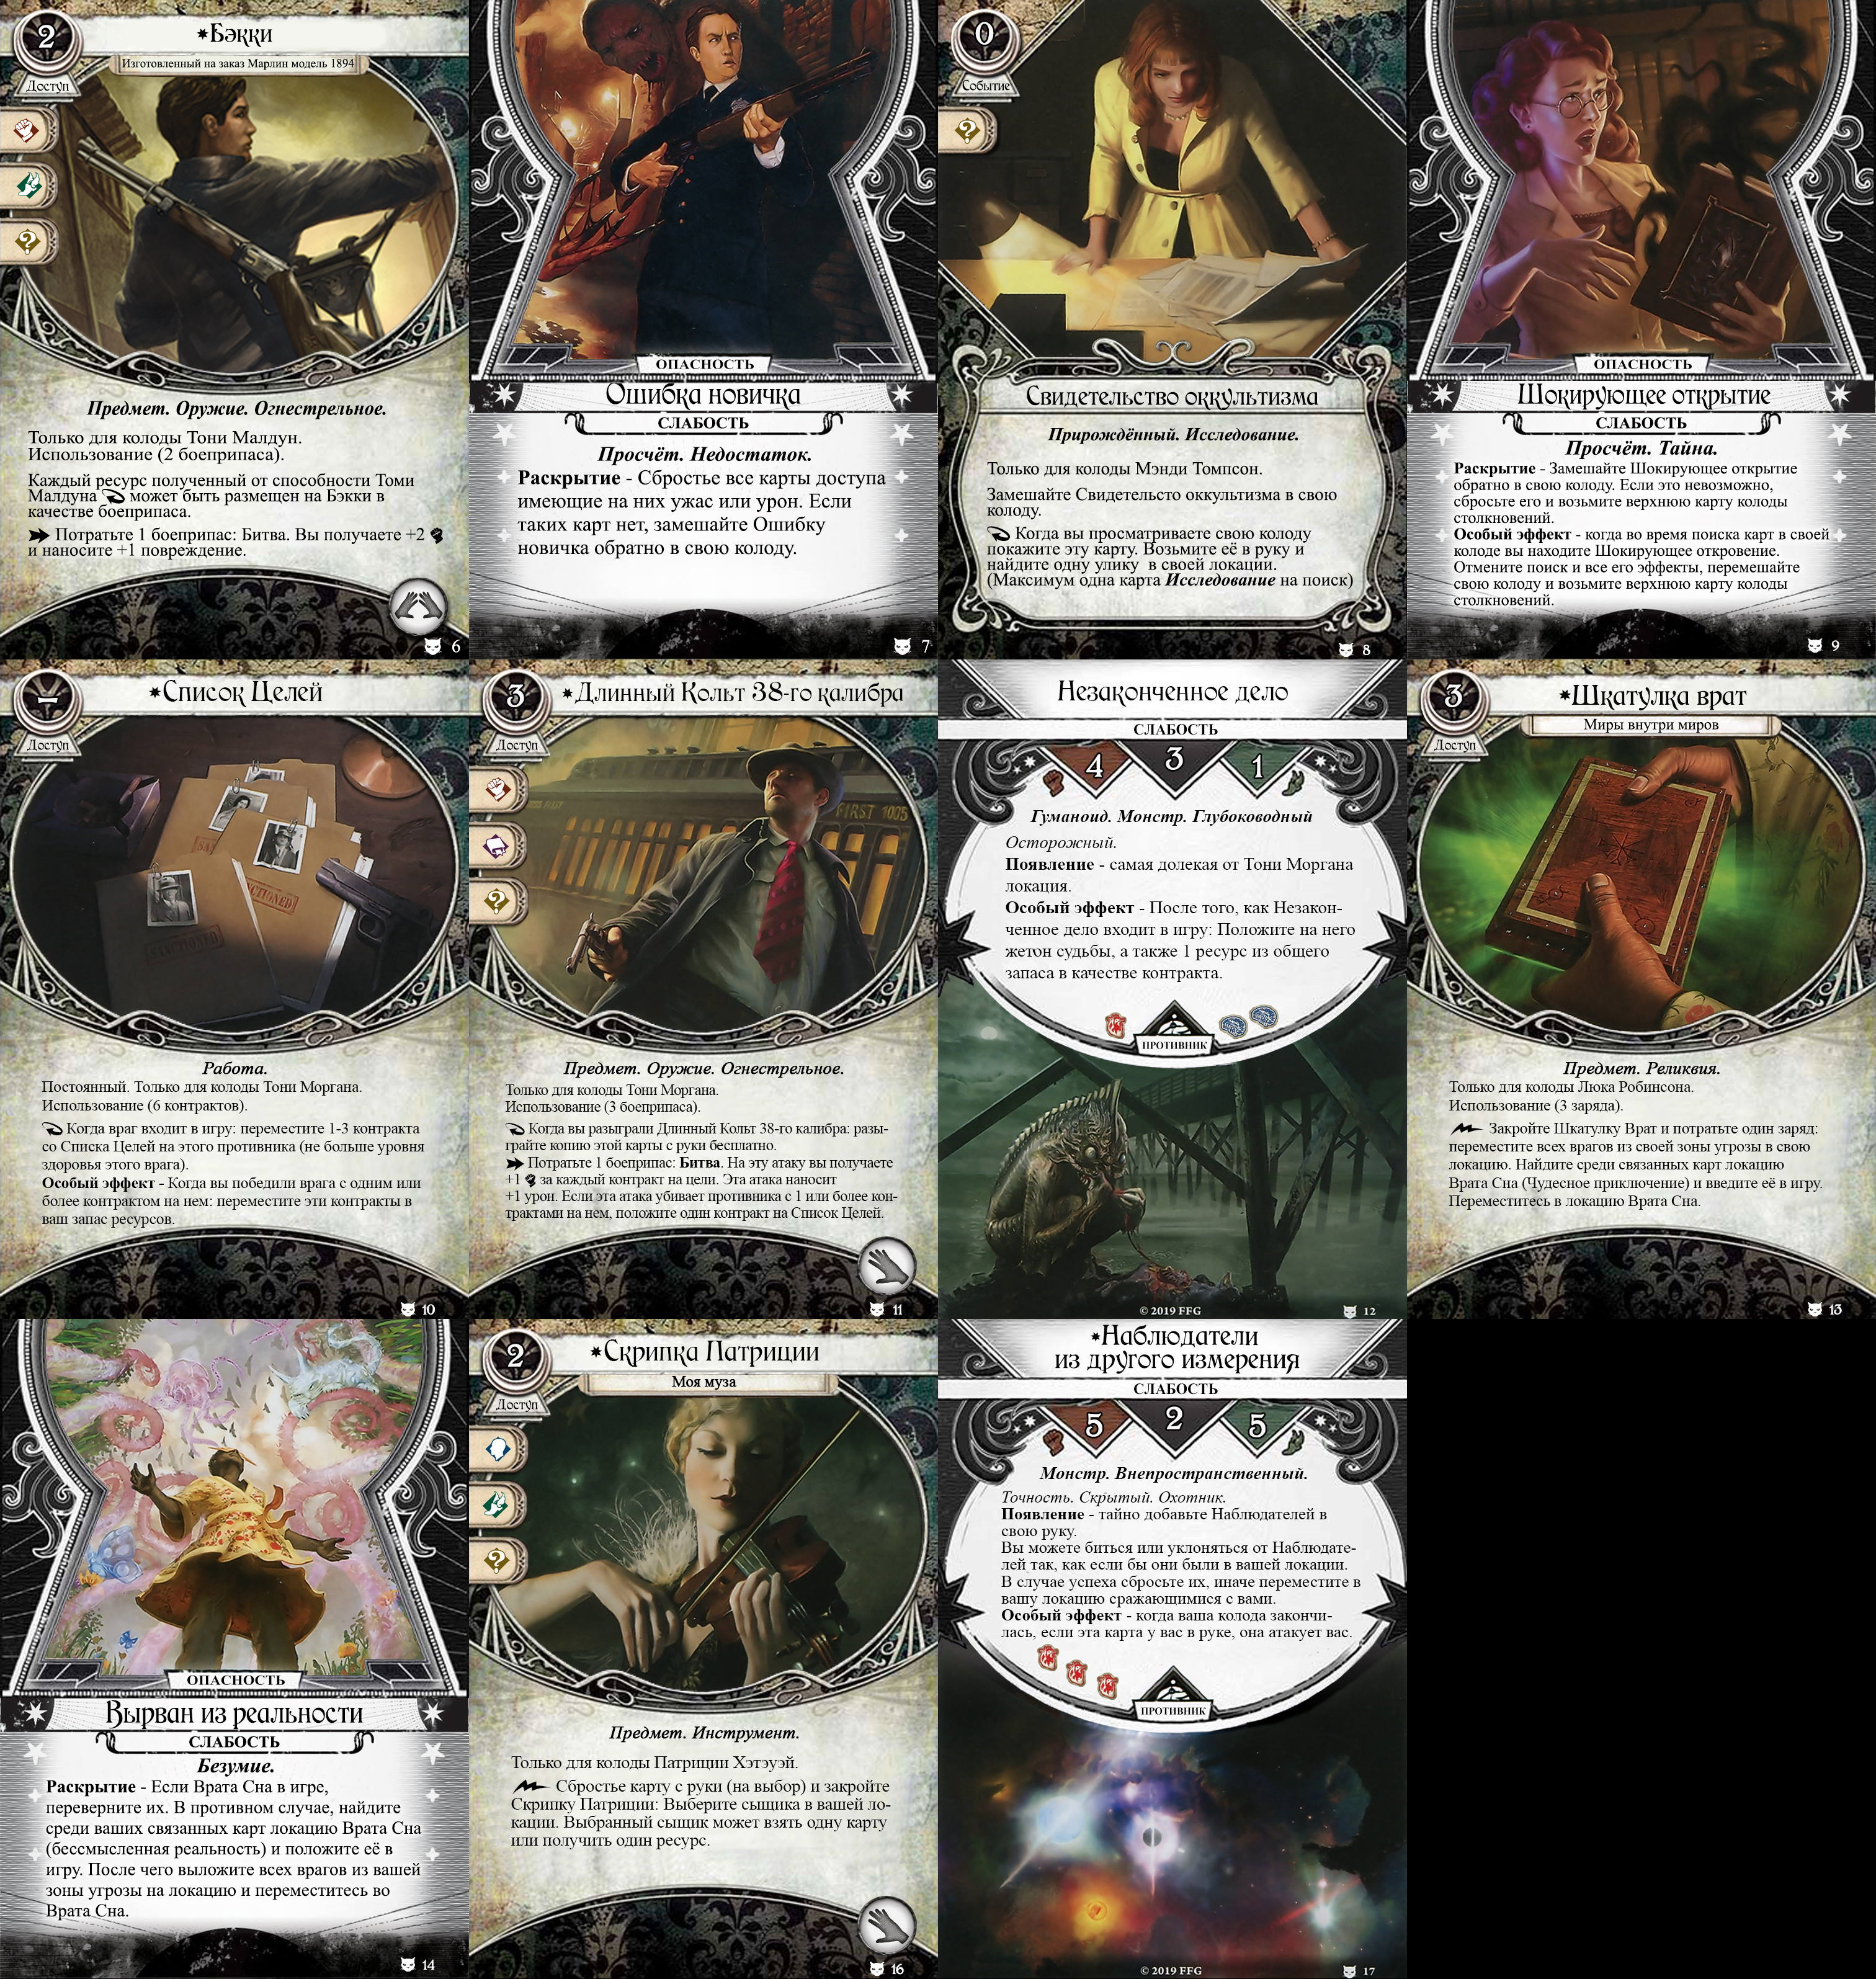 2
*Бэкки
Изготовленный на заказ Марлин модель 1894
Доступ
Предмет. Оружие. Огнестрельное.
Только для колоды Тони Малдун.
Использование (2 боеприпаса).
Каждый ресурс полученный от способности Томи
Малдуна может быть размещен на Бэкки в
качестве боеприпаса.
Потратьте 1 боеприпас: Битва. Вы получаете +2
и наносите +1 повреждение.
6
ОПАСНОСТЬ
Ошибка новичка
СЛАБОСТЬ
Просчёт. Недостаток.
Раскрытие - Сбростье все карты доступа
имеющие на них ужас или урон. Если
таких карт нет, замешайте Ошибку
новичка обратно в свою колоду.
7
0
Событие
Свидетельство оккультизма
Прирождённый. Исследование.
Только для колоды Мэнди Томпсон.
Замешайте Свидетельсто оккультизма в свою
колоду.
Когда вы просматриваете свою колоду
покажите эту карту. Возьмите её в руку и
найдите одну улику в своей локации.
(Максимум одна карта Исследование на поиск)
8
ОПАСНОСТЬ
Шокирующее открытие
СЛАБОСТЬ
Просчёт. Тайна.
Раскрытие - Замешайте Шокирующее открытие
обратно в свою колоду. Если это невозможно,
сбросьте его и возьмите верхнюю карту колоды
столкновений.
Особый эффект - когда во время поиска карт в своей
колоде вы находите Шокирующее откровение.
Отмените поиск и все его эффекты, перемешайте
свою колоду и возьмите верхнюю карту колоды
столкновений.
9
–
*Список Целей
Доступ
SANCTIONED
Работа.
Постоянный. Только для колоды Тони Моргана.
Использование (6 контрактов).
Когда враг входит в игру: переместите 1-3 контракта
со Списка Целей на этого противника (не больше уровня
здоровья этого врага).
Особый эффект - Когда вы победили врага с одним или
более контрактом на нем: переместите эти контракты в
ваш запас ресурсов.
10
3
*Длинный Кольт 38-го калибра
Доступ
FIRST 1005
Предмет. Оружие. Огнестрельное.
Только для колоды Тони Моргана.
Использование (3 боеприпаса).
Когда вы разыграли Длинный Кольт 38-го калибра: разы-
грайте копию этой карты с руки бесплатно.
Потратьте 1 боеприпас: Битва. На эту атаку вы получаете
+1 за каждый контракт на цели. Эта атака наносит
+1 урон. Если эта атака убивает противника с 1 или более кон-
трактами на нем, положите один контракт на Список Целей.
11
Незаконченное дело
СЛАБОСТЬ
4 3 1
Гуманоид. Монстр. Глубоководный
Осторожный.
Появление - самая долекая от Тони Моргана
локация.
Особый эффект - После того, как Незакон-
ченное дело входит в игру: Положите на него
жетон судьбы, а также 1 ресурс из общего
запаса в качестве контракта.
ПРОТИВНИК
© 2019 FFG
12
3
*Шкатулка врат
Миры внутри миров
Доступ
Предмет. Реликвия.
Только для колоды Люка Робинсона.
Использование (3 заряда).
Закройте Шкатулку Врат и потратьте один заряд:
переместите всех врагов из своей зоны угрозы в свою
локацию. Найдите среди связанных карт локацию
Врата Сна (Чудесное приключение) и введите её в игру.
Переместитесь в локацию Врата Сна.
13
ОПАСНОСТЬ
Вырван из реальности
СЛАБОСТЬ
Безумие.
Раскрытие - Если Врата Сна в игре,
переверните их. В противном случае, найдите
среди ваших связанных карт локацию Врата Сна
(бессмысленная реальность) и положите её в
игру. После чего выложите всех врагов из вашей
зоны угрозы на локацию и переместитесь во
Врата Сна.
14
2
*Скрипка Патриции
Моя муза
Доступ
Предмет. Инструмент.
Только для колоды Патриции Хэтэуэй.
Сбростье карту с руки (на выбор) и закройте
Скрипку Патриции: Выберите сыщика в вашей ло-
кации. Выбранный сыщик может взять одну карту
или получить один ресурс.
16
*Наблюдатели
из другого измерения
СЛАБОСТЬ
5 2 5
Монстр. Внепространственный.
Точность. Скрытый. Охотник.
Появление - тайно добавьте Наблюдателей в
свою руку.
Вы можете биться или уклоняться от Наблюдате-
лей так, как если бы они были в вашей локации.
В случае успеха сбросьте их, иначе переместите в
вашу локацию сражающимися с вами.
Особый эффект - когда ваша колода закончи-
лась, если эта карта у вас в руке, она атакует вас.
ПРОТИВНИК
© 2019 FFG
17